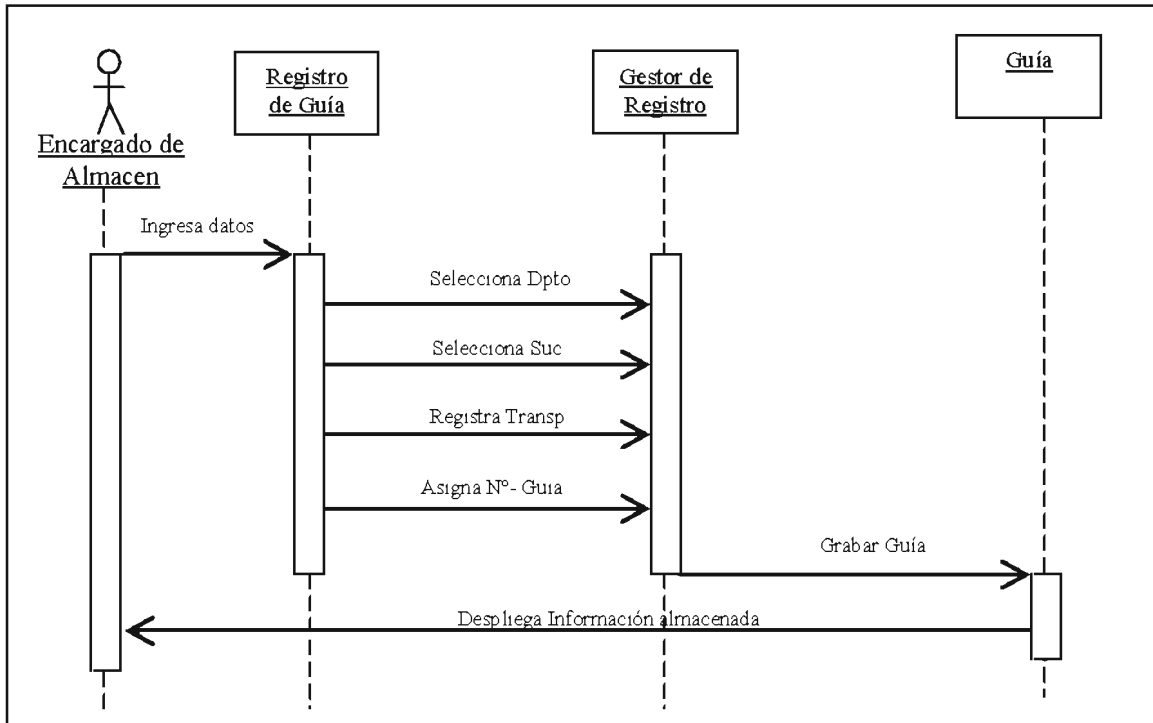 Encargado de
Almacen
Registro
de Guía
Gestor de
Registro
Guía
Ingresa datos
Selecciona Dpto
Selecciona Suc
Registra Transp
Asigna Nº- Guia
Grabar Guía
Despliega Información almacenada